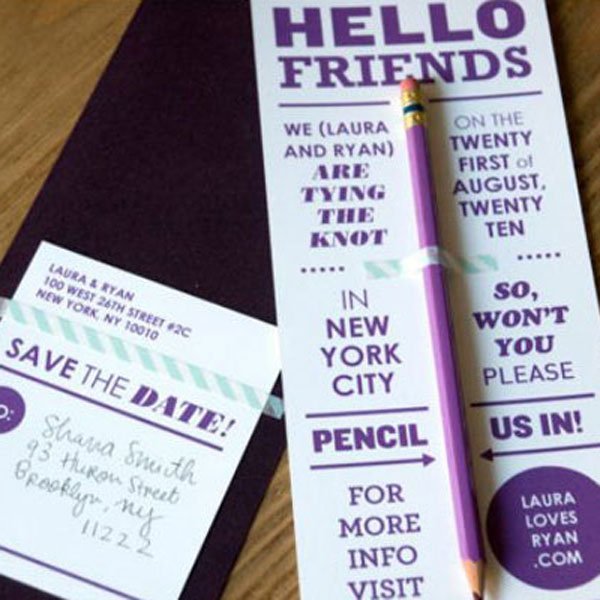 HELLO
FRIENDS
WE (LAURA
AND RYAN)
ARE
TYING
THE
KNOT
ON THE
TWENTY
FIRST of
AUGUST,
TWENTY
TEN
IN
NEW
YORK
CITY
SO,
WON'T
YOU
PLEASE
PENCIL
US IN!
FOR
MORE
INFO
VISIT
LAURA
LOVES
RYAN
.COM
LAURA & RYAN
100 WEST 26TH STREET #2C
NEW YORK, NY 10010
SAVE THE DATE!
O:
Shana Smith
93 Huron Street
Brooklyn, ny
11222